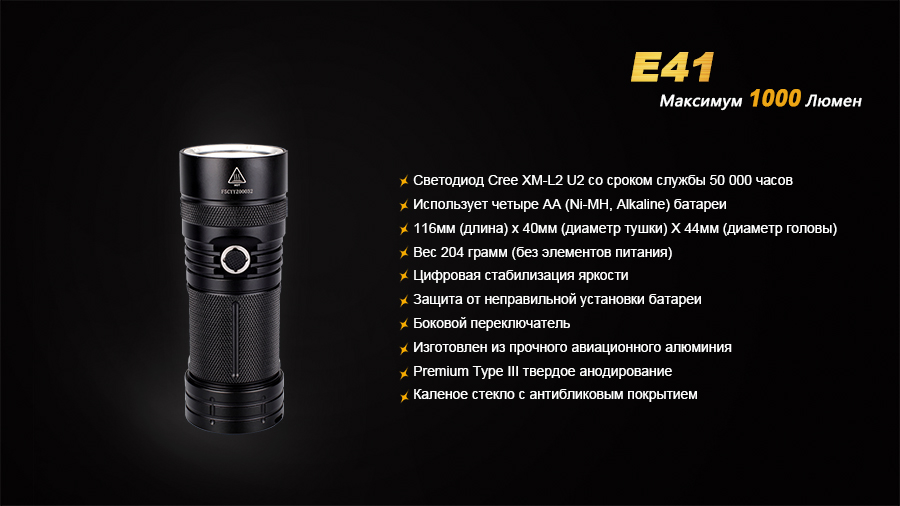 E41
Максимум 1000 Люмен
Светодиод Cree XM-L2 U2 со сроком службы 50 000 часов
Использует четыре AA (Ni-MH, Alkaline) батареи
116мм (длина) x 40мм (диаметр тушки) X 44мм (диаметр головы)
Вес 204 грамм (без элементов питания)
Цифровая стабилизация яркости
Защита от неправильной установки батареи
Боковой переключатель
Изготовлен из прочного авиационного алюминия
Premium Type III твердое анодирование
Каленое стекло с антибликовым покрытием
HOT